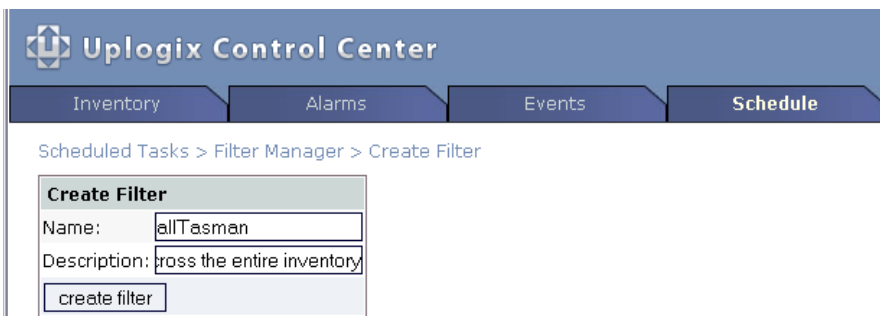 Uplogix Control Center
Inventory Alarms Events Schedule
Scheduled Tasks > Filter Manager > Create Filter
Create Filter
Name: allTasman
Description: cross the entire inventory
create filter